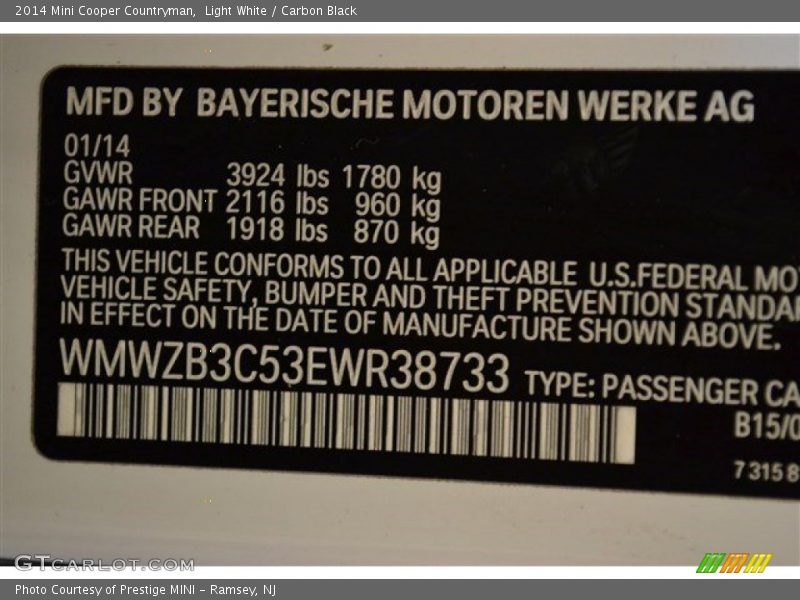 2014 Mini Cooper Countryman, Light White / Carbon Black
MFD BY BAYERISCHE MOTOREN WERKE AG
01/14
GVWR 3924 lbs 1780 kg
GAWR FRONT 2116 lbs 960 kg
GAWR REAR 1918 lbs 870 kg
THIS VEHICLE CONFORMS TO ALL APPLICABLE U.S.FEDERAL MO
VEHICLE SAFETY, BUMPER AND THEFT PREVENTION STANDA
IN EFFECT ON THE DATE OF MANUFACTURE SHOWN ABOVE.
WMWZB3C53EWR38733 TYPE: PASSENGER CA
B15/0
7 315 8
GTCARLOT.COM
Photo Courtesy of Prestige MINI - Ramsey, NJ